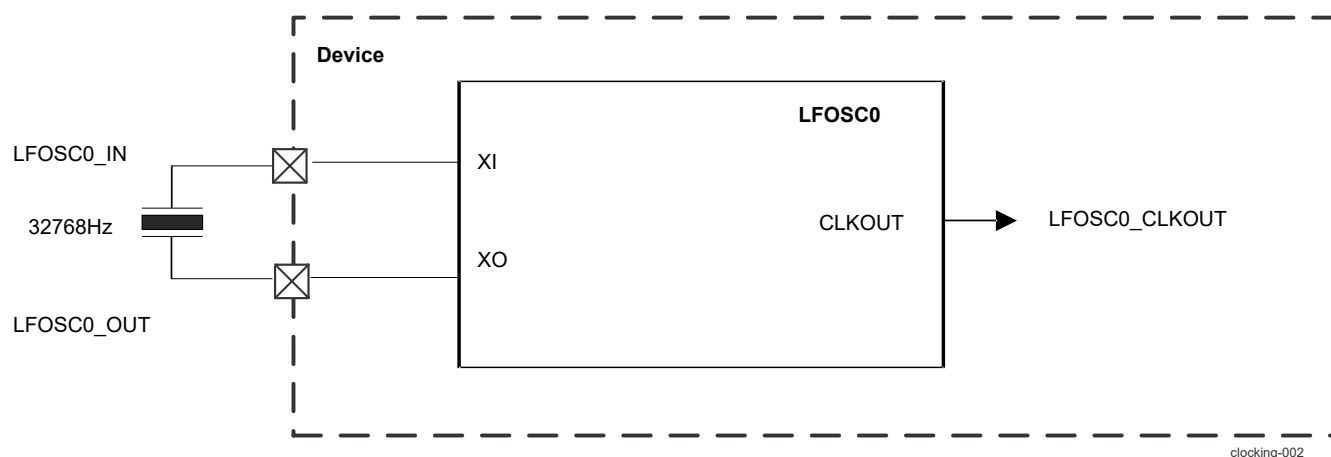 Device
LFOSC0
LFOSC0_IN
XI
32768Hz
CLKOUT
LFOSC0_CLKOUT
XO
LFOSC0_OUT
clocking-002